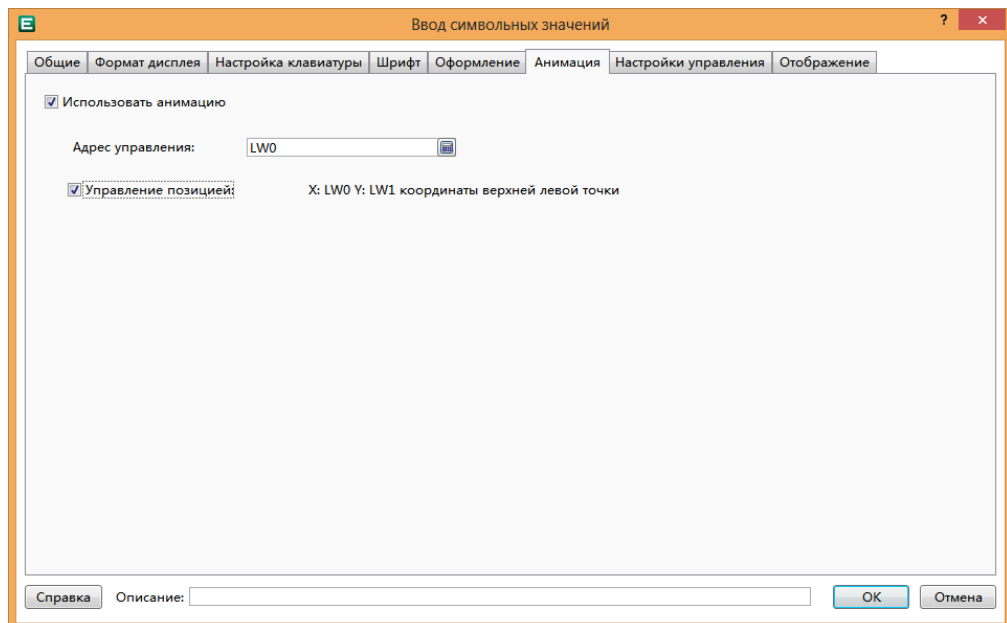 E Ввод символьных значений ? ×
Общие Формат дисплея Настройка клавиатуры Шрифт Оформление Анимация Настройки управления Отображение
Использовать анимацию
Адрес управления: LW0
Управление позицией: X: LW0 Y: LW1 координаты верхней левой точки
Справка Описание: OK Отмена